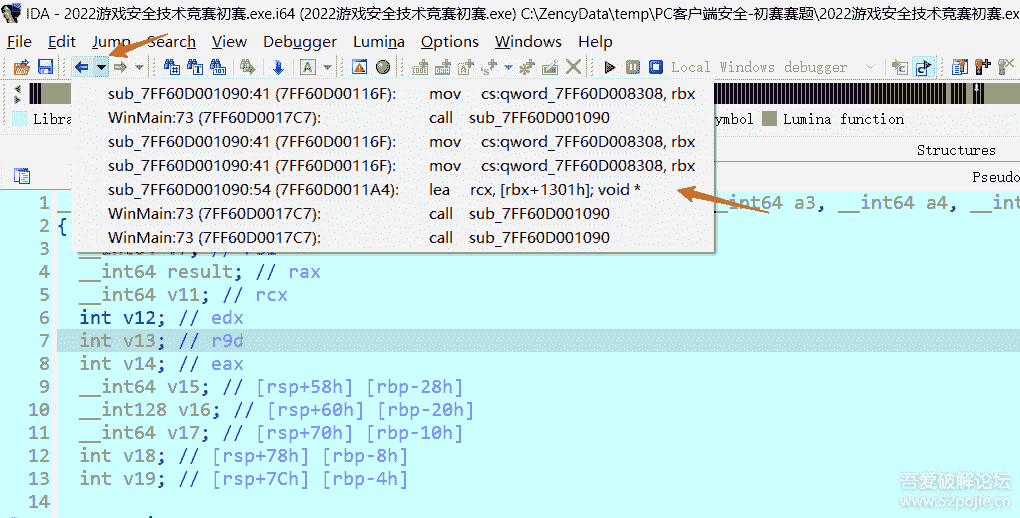 IDA - 2022游戏安全技术竞赛初赛.exe.i64 (2022游戏安全技术竞赛初赛.exe) C:\ZencyData\temp\PC客户端安全-初赛赛题\2022游戏安全技术竞赛初赛.ex
File Edit Jump Search View Debugger Lumina Options Windows Help
Local Windows debugger
sub_7FF60D001090:41 (7FF60D00116F): mov cs:qword_7FF60D008308, rbx
WinMain:73 (7FF60D0017C7): call sub_7FF60D001090
Libra ymbol Lumina function
sub_7FF60D001090:41 (7FF60D00116F): mov cs:qword_7FF60D008308, rbx
Structures
sub_7FF60D001090:41 (7FF60D00116F): mov cs:qword_7FF60D008308, rbx
Pseudo
sub_7FF60D001090:54 (7FF60D0011A4): lea rcx, [rbx+1301h]; void *
1 __int64 a3, __int64 a4, __int
WinMain:73 (7FF60D0017C7): call sub_7FF60D001090
2 {
WinMain:73 (7FF60D0017C7): call sub_7FF60D001090
3
4 __int64 result; // rax
5 __int64 v11; // rcx
6 int v12; // edx
7 int v13; // r9d
8 int v14; // eax
9 __int64 v15; // [rsp+58h] [rbp-28h]
10 __int128 v16; // [rsp+60h] [rbp-20h]
11 __int64 v17; // [rsp+70h] [rbp-10h]
12 int v18; // [rsp+78h] [rbp-8h]
13 int v19; // [rsp+7Ch] [rbp-4h]
14
吾爱破解论坛
www.52pojie.cn